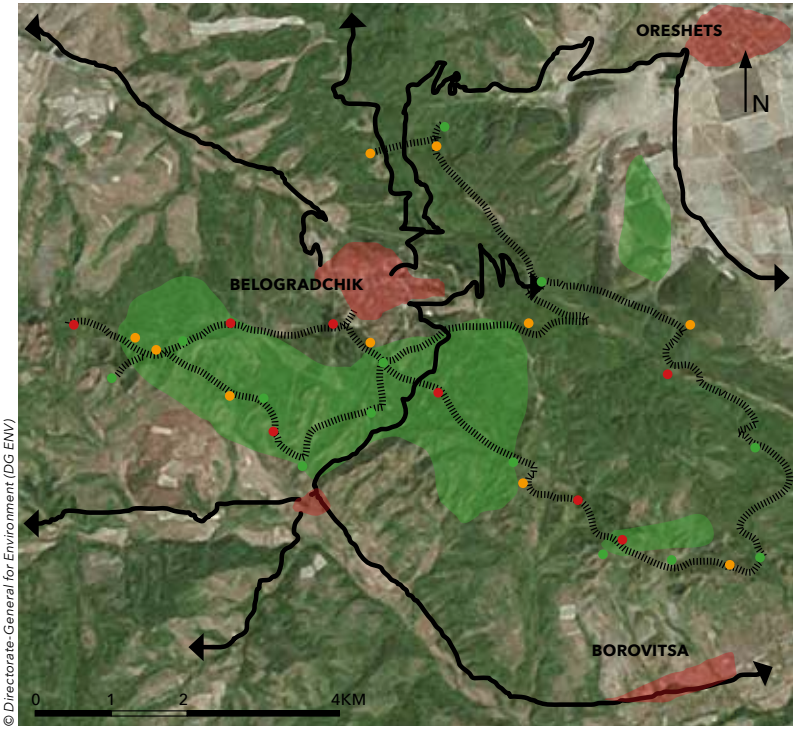 ORESHETS
N
BELOGRADCHIK
BOROVITSA
0 1 2 4KM
© Directorate-General for Environment (DG ENV)